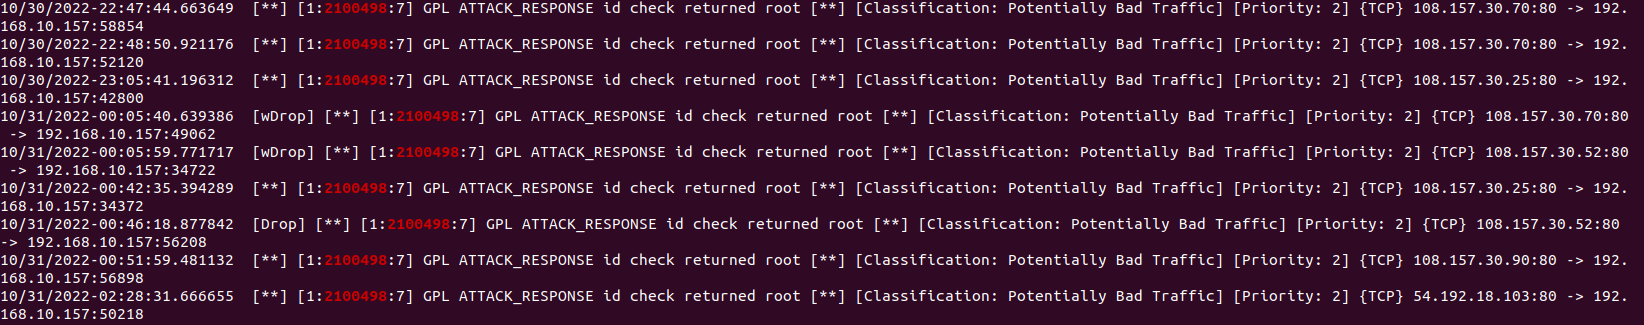 10/30/2022-22:47:44.663649  [**] [1:2100498:7] GPL ATTACK_RESPONSE id check returned root [**] [Classification: Potentially Bad Traffic] [Priority: 2] {TCP} 108.157.30.70:80 -> 192.
168.10.157:58854
10/30/2022-22:48:50.921176  [**] [1:2100498:7] GPL ATTACK_RESPONSE id check returned root [**] [Classification: Potentially Bad Traffic] [Priority: 2] {TCP} 108.157.30.70:80 -> 192.
168.10.157:52120
10/30/2022-23:05:41.196312  [**] [1:2100498:7] GPL ATTACK_RESPONSE id check returned root [**] [Classification: Potentially Bad Traffic] [Priority: 2] {TCP} 108.157.30.25:80 -> 192.
168.10.157:42800
10/31/2022-00:05:40.639386  [wDrop] [**] [1:2100498:7] GPL ATTACK_RESPONSE id check returned root [**] [Classification: Potentially Bad Traffic] [Priority: 2] {TCP} 108.157.30.70:80
 -> 192.168.10.157:49062
10/31/2022-00:05:59.771717  [wDrop] [**] [1:2100498:7] GPL ATTACK_RESPONSE id check returned root [**] [Classification: Potentially Bad Traffic] [Priority: 2] {TCP} 108.157.30.52:80
 -> 192.168.10.157:34722
10/31/2022-00:42:35.394289  [**] [1:2100498:7] GPL ATTACK_RESPONSE id check returned root [**] [Classification: Potentially Bad Traffic] [Priority: 2] {TCP} 108.157.30.25:80 -> 192.
168.10.157:34372
10/31/2022-00:46:18.877842  [Drop] [**] [1:2100498:7] GPL ATTACK_RESPONSE id check returned root [**] [Classification: Potentially Bad Traffic] [Priority: 2] {TCP} 108.157.30.52:80
-> 192.168.10.157:56208
10/31/2022-00:51:59.481132  [**] [1:2100498:7] GPL ATTACK_RESPONSE id check returned root [**] [Classification: Potentially Bad Traffic] [Priority: 2] {TCP} 108.157.30.90:80 -> 192.
168.10.157:56898
10/31/2022-02:28:31.666655  [**] [1:2100498:7] GPL ATTACK_RESPONSE id check returned root [**] [Classification: Potentially Bad Traffic] [Priority: 2] {TCP} 54.192.18.103:80 -> 192.
168.10.157:50218